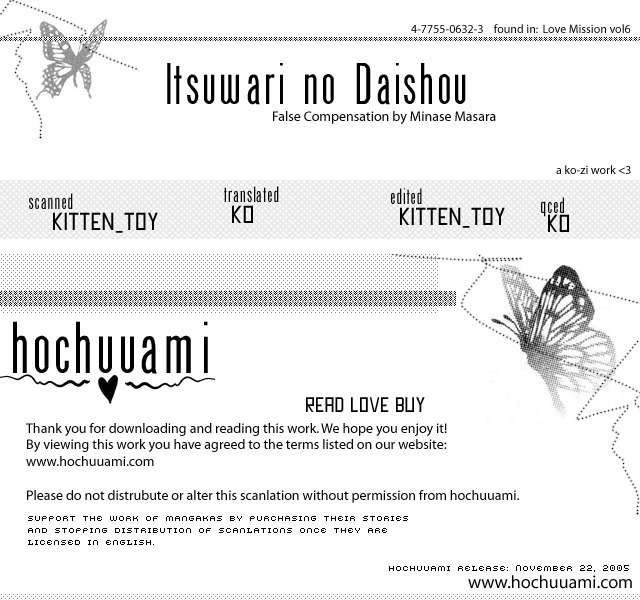 4-7755-0632-3 found in: Love Mission vol6
Itsuwari no Daishou
False Compensation by Minase Masara
a ko-zi work <3
scanned
KITTEN_TOY
translated
KO
edited
KITTEN_TOY
qced
KO
hochuuami
READ LOVE BUY
Thank you for downloading and reading this work. We hope you enjoy it!
By viewing this work you have agreed to the terms listed on our website:
www.hochuuami.com
Please do not distrubute or alter this scanlation without permission from hochuuami.
SUPPORT THE WORK OF MANGAKAS BY PURCHASING THEIR STORIES
AND STOPPING DISTRIBUTION OF SCANLATIONS ONCE THEY ARE
LICENSED IN ENGLISH.
HOCHUUAMI RELEASE: NOVEMBER 22, 2005
www.hochuuami.com